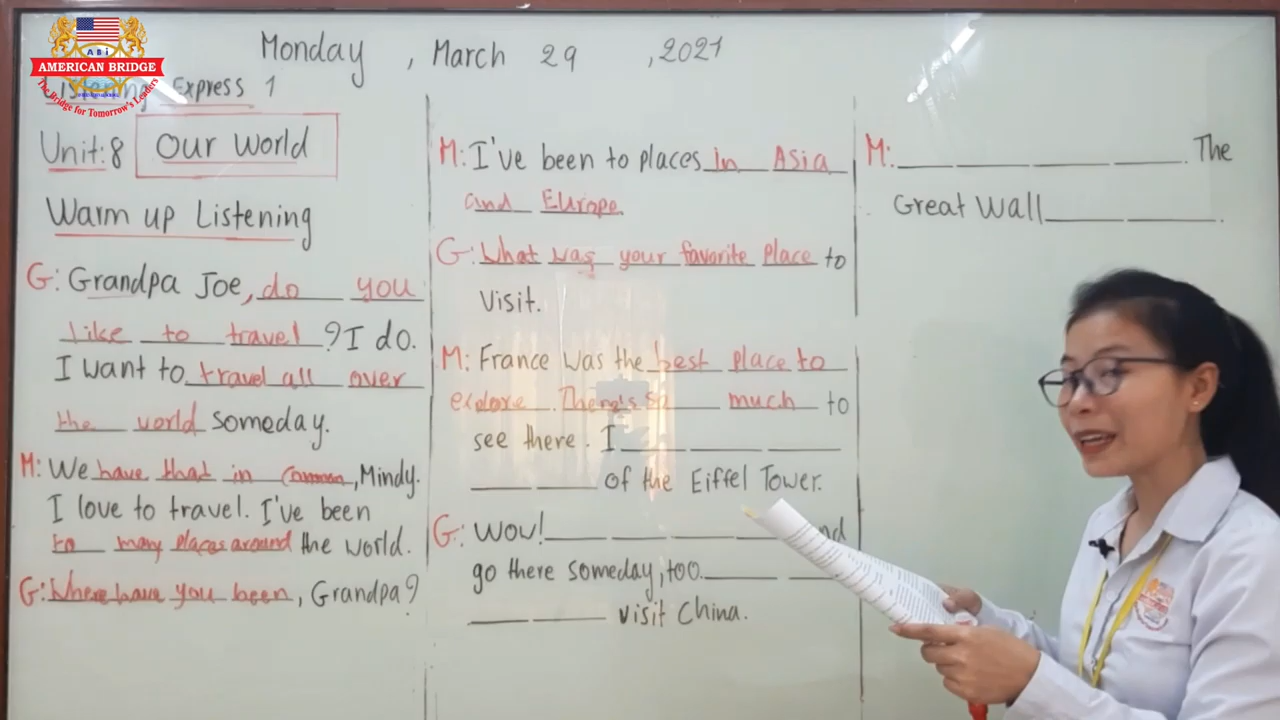 ABi
AMERICAN BRIDGE
The Bridge for Tomorrow's Leaders
Monday , March 29 , 2021
Listening Express 1
Unit:8 Our World
Warm up Listening
G: Grandpa Joe, do you
like to travel ? I do.
I want to travel all over
the world someday.
M: We have that in common, Mindy.
I love to travel. I've been
to many places around the world.
G: Where have you been, Grandpa?
M: I've been to places in Asia
and Europe.
G: What was your favorite place to
visit.
M: France was the best place to
explore. There's so much to
see there. I
of the Eiffel Tower.
G: Wow!
go there someday, too.
visit China.
M: . The
Great Wall .